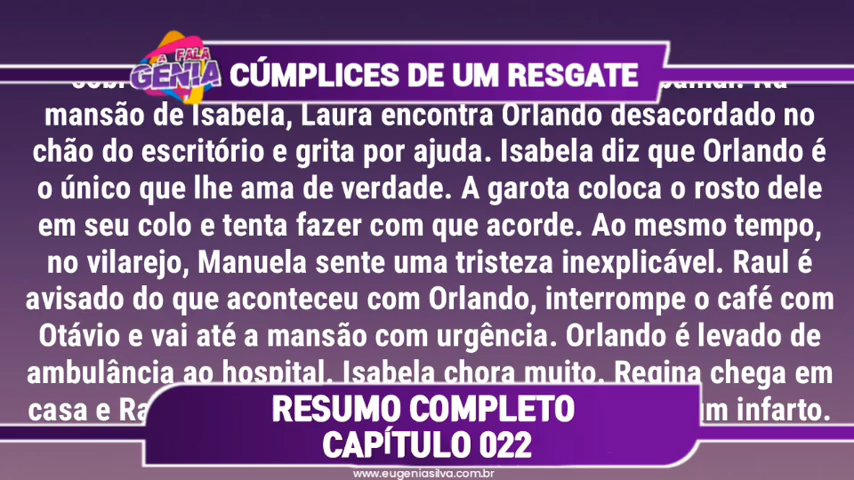 A FALA
GÊNIA
CÚMPLICES DE UM RESGATE
mansão de Isabela, Laura encontra Orlando desacordado no
chão do escritório e grita por ajuda. Isabela diz que Orlando é
o único que lhe ama de verdade. A garota coloca o rosto dele
em seu colo e tenta fazer com que acorde. Ao mesmo tempo,
no vilarejo, Manuela sente uma tristeza inexplicável. Raul é
avisado do que aconteceu com Orlando, interrompe o café com
Otávio e vai até a mansão com urgência. Orlando é levado de
ambulância ao hospital. Isabela chora muito. Regina chega em
casa e um infarto.
RESUMO COMPLETO
CAPÍTULO 022
www.eugeniasilva.com.br